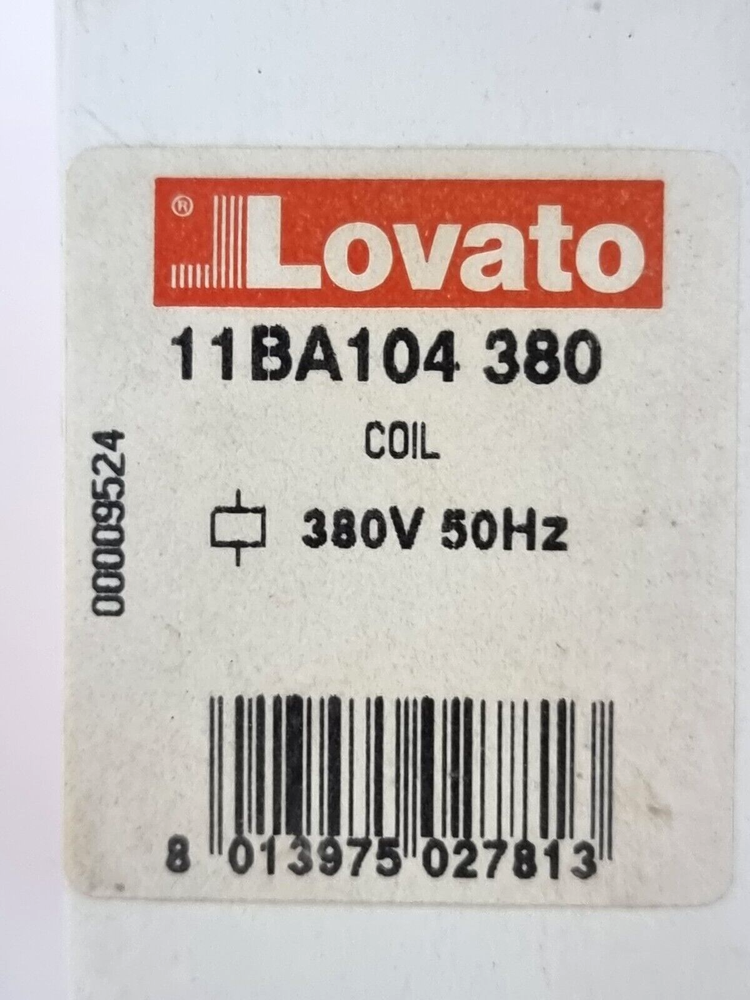 ® Lovato
11BA104 380
COIL
380V 50Hz
00009524
8 013975 027813